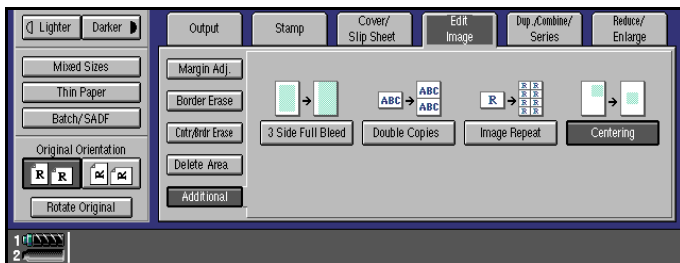 Lighter Darker
Mixed Sizes
Thin Paper
Batch/SADF
Original Orientation
R R R R
Rotate Original
1
2
Output Stamp Cover/ Edit Dup./Combine/ Reduce/
Slip Sheet Image Series Enlarge
Margin Adj.
Border Erase
Cntr/Brdr Erase
Delete Area
Additional
ABC ABC
ABC
R R R
R R
R R
R R
3 Side Full Bleed Double Copies Image Repeat Centering